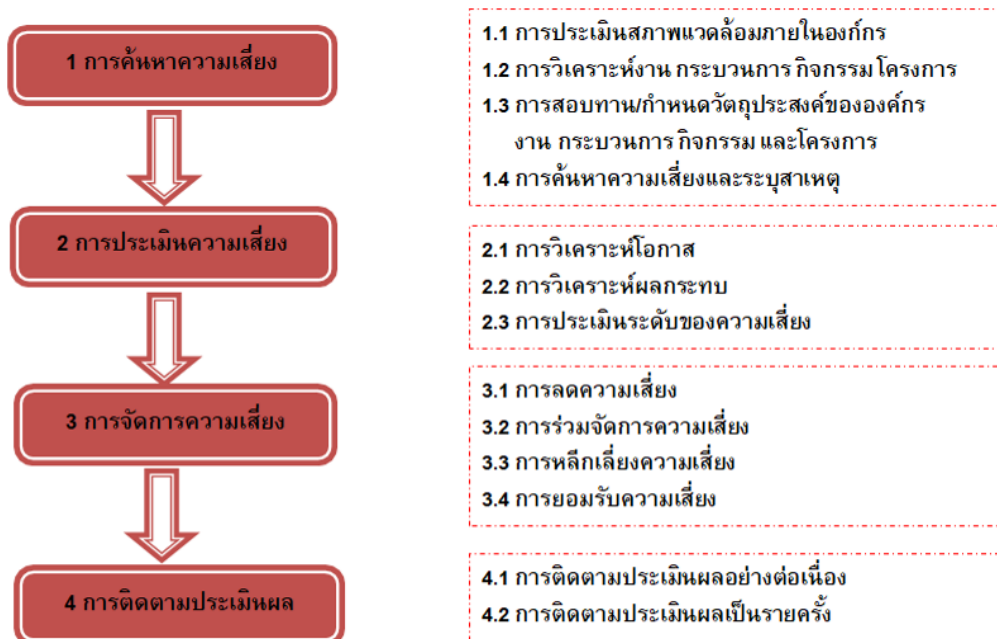 1 การค้นหาความเสี่ยง
1.1 การประเมินสภาพแวดล้อมภายในองก์กร
1.2 การวิเคราะห์งาน กระบวนการ กิจกรรม โครงการ
1.3 การสอบทาน/กำหนดวัตถุประสงค์ขององค์กร
งาน กระบวนการ กิจกรรม และโครงการ
1.4 การค้นหาความเสี่ยงและระบุสาเหตุ
2 การประเมินความเสี่ยง
2.1 การวิเคราะห์โอกาส
2.2 การวิเคราะห์ผลกระทบ
2.3 การประเมินระดับของความเสี่ยง
3 การจัดการความเสี่ยง
3.1 การลดความเสี่ยง
3.2 การร่วมจัดการความเสี่ยง
3.3 การหลีกเลี่ยงความเสี่ยง
3.4 การยอมรับความเสี่ยง
4 การติดตามประเมินผล
4.1 การติดตามประเมินผลอย่างต่อเนื่อง
4.2 การติดตามประเมินผลเป็นรายครั้ง